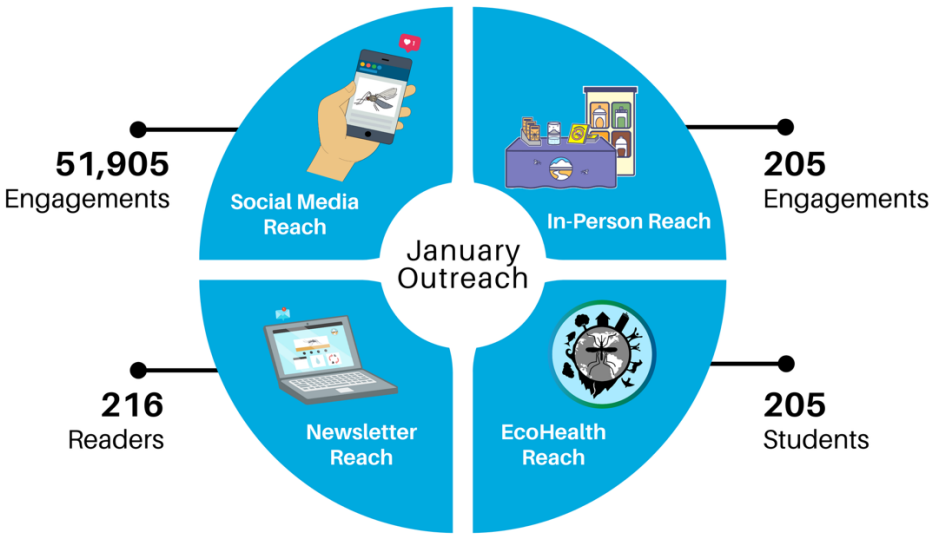 51,905
Engagements
Social Media
Reach
205
Engagements
In-Person Reach
January
Outreach
216
Readers
Newsletter
Reach
EcoHealth
Reach
205
Students
1